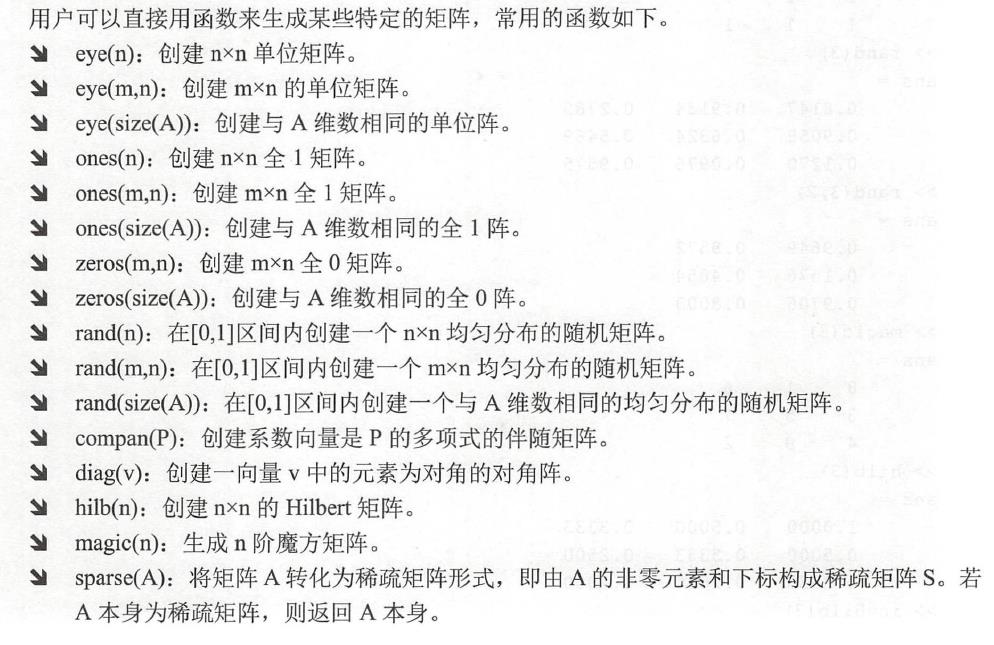 用户可以直接用函数来生成某些特定的矩阵，常用的函数如下。
eye(n)：创建 n×n 单位矩阵。
eye(m,n)：创建 m×n 的单位矩阵。
eye(size(A))：创建与 A 维数相同的单位阵。
ones(n)：创建 n×n 全 1 矩阵。
ones(m,n)：创建 m×n 全 1 矩阵。
ones(size(A))：创建与 A 维数相同的全 1 阵。
zeros(m,n)：创建 m×n 全 0 矩阵。
zeros(size(A))：创建与 A 维数相同的全 0 阵。
rand(n)：在[0,1]区间内创建一个 n×n 均匀分布的随机矩阵。
rand(m,n)：在[0,1]区间内创建一个 m×n 均匀分布的随机矩阵。
rand(size(A))：在[0,1]区间内创建一个与 A 维数相同的均匀分布的随机矩阵。
compan(P)：创建系数向量是 P 的多项式的伴随矩阵。
diag(v)：创建一向量 v 中的元素为对角的对角阵。
hilb(n)：创建 n×n 的 Hilbert 矩阵。
magic(n)：生成 n 阶魔方矩阵。
sparse(A)：将矩阵 A 转化为稀疏矩阵形式，即由 A 的非零元素和下标构成稀疏矩阵 S。若
A 本身为稀疏矩阵，则返回 A 本身。